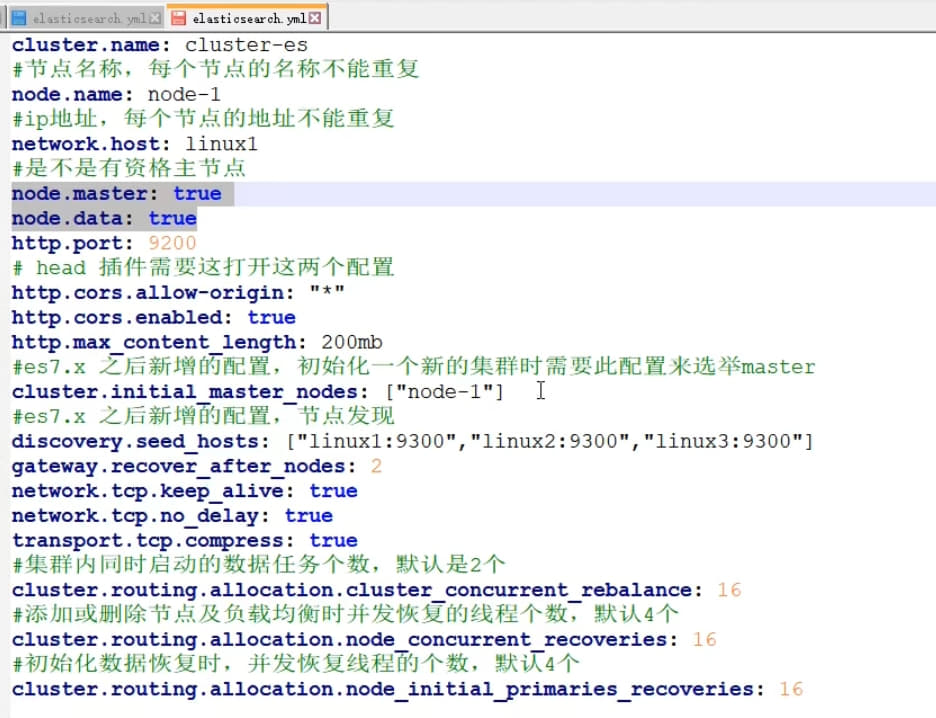 elasticsearch.yml elasticsearch.yml
cluster.name: cluster-es
#节点名称，每个节点的名称不能重复
node.name: node-1
#ip地址，每个节点的地址不能重复
network.host: linux1
#是不是有资格主节点
node.master: true
node.data: true
http.port: 9200
# head 插件需要这打开这两个配置
http.cors.allow-origin: "*"
http.cors.enabled: true
http.max_content_length: 200mb
#es7.x 之后新增的配置，初始化一个新的集群时需要此配置来选举master
cluster.initial_master_nodes: ["node-1"]
#es7.x 之后新增的配置，节点发现
discovery.seed_hosts: ["linux1:9300","linux2:9300","linux3:9300"]
gateway.recover_after_nodes: 2
network.tcp.keep_alive: true
network.tcp.no_delay: true
transport.tcp.compress: true
#集群内同时启动的数据任务个数，默认是2个
cluster.routing.allocation.cluster_concurrent_rebalance: 16
#添加或删除节点及负载均衡时并发恢复的线程个数，默认4个
cluster.routing.allocation.node_concurrent_recoveries: 16
#初始化数据恢复时，并发恢复线程的个数，默认4个
cluster.routing.allocation.node_initial_primaries_recoveries: 16